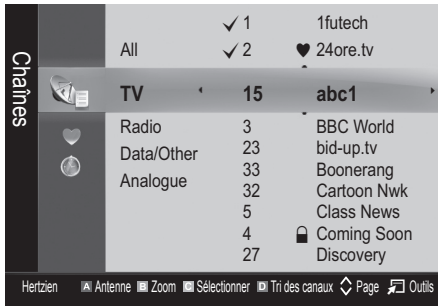 Chaînes
1 1futech
All 2 24ore.tv
TV 15 abc1
Radio 3 BBC World
Data/Other 23 bid-up.tv
Analogue 33 Boonerang
32 Cartoon Nwk
5 Class News
4 Coming Soon
27 Discovery
Hertzien A Antenne B Zoom C Sélectionner D Tri des canaux Page Outils